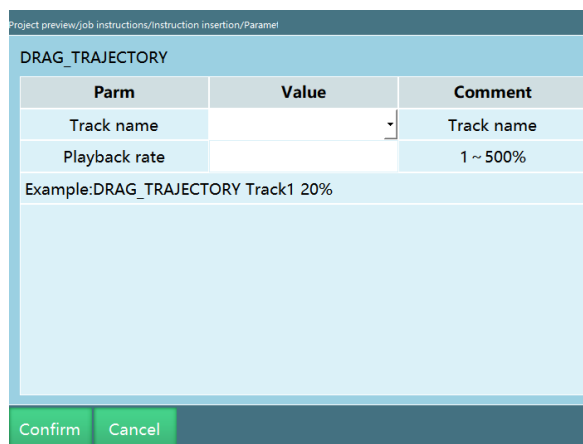 Project preview/job instructions/Instruction insertion/Paramet
DRAG_TRAJECTORY
Parm Value Comment
Track name Track name
Playback rate 1~500%
Example:DRAG_TRAJECTORY Track1 20%
Confirm Cancel